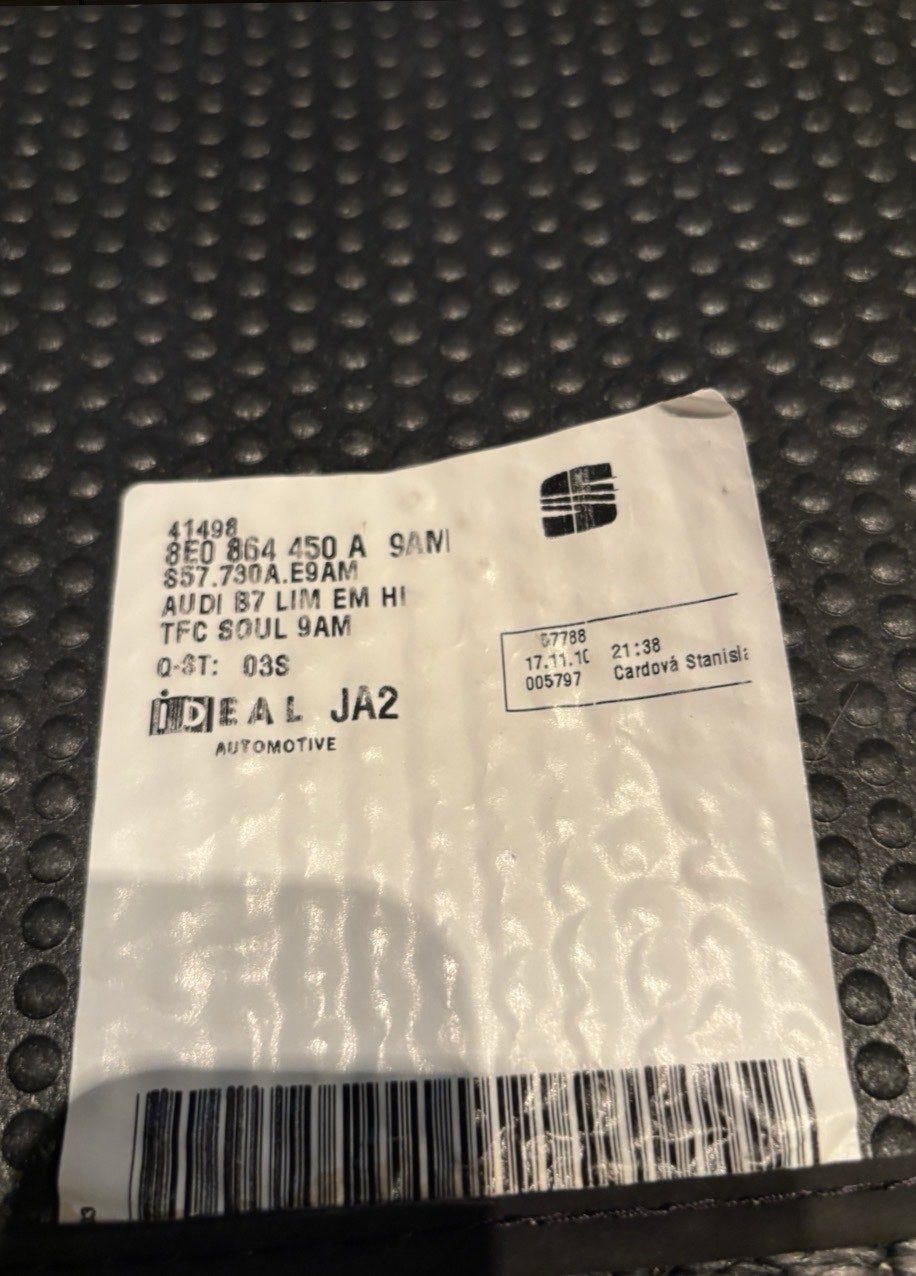 41498
8E0 864 450 A 9AM
S57.730A.E9AM
AUDI B7 LIM EM HI
TFC SOUL 9AM
Q-ST: 03S
iDEAL JA2
AUTOMOTIVE
67788
17.11.10 21:38
005797 Cardová Stanisla